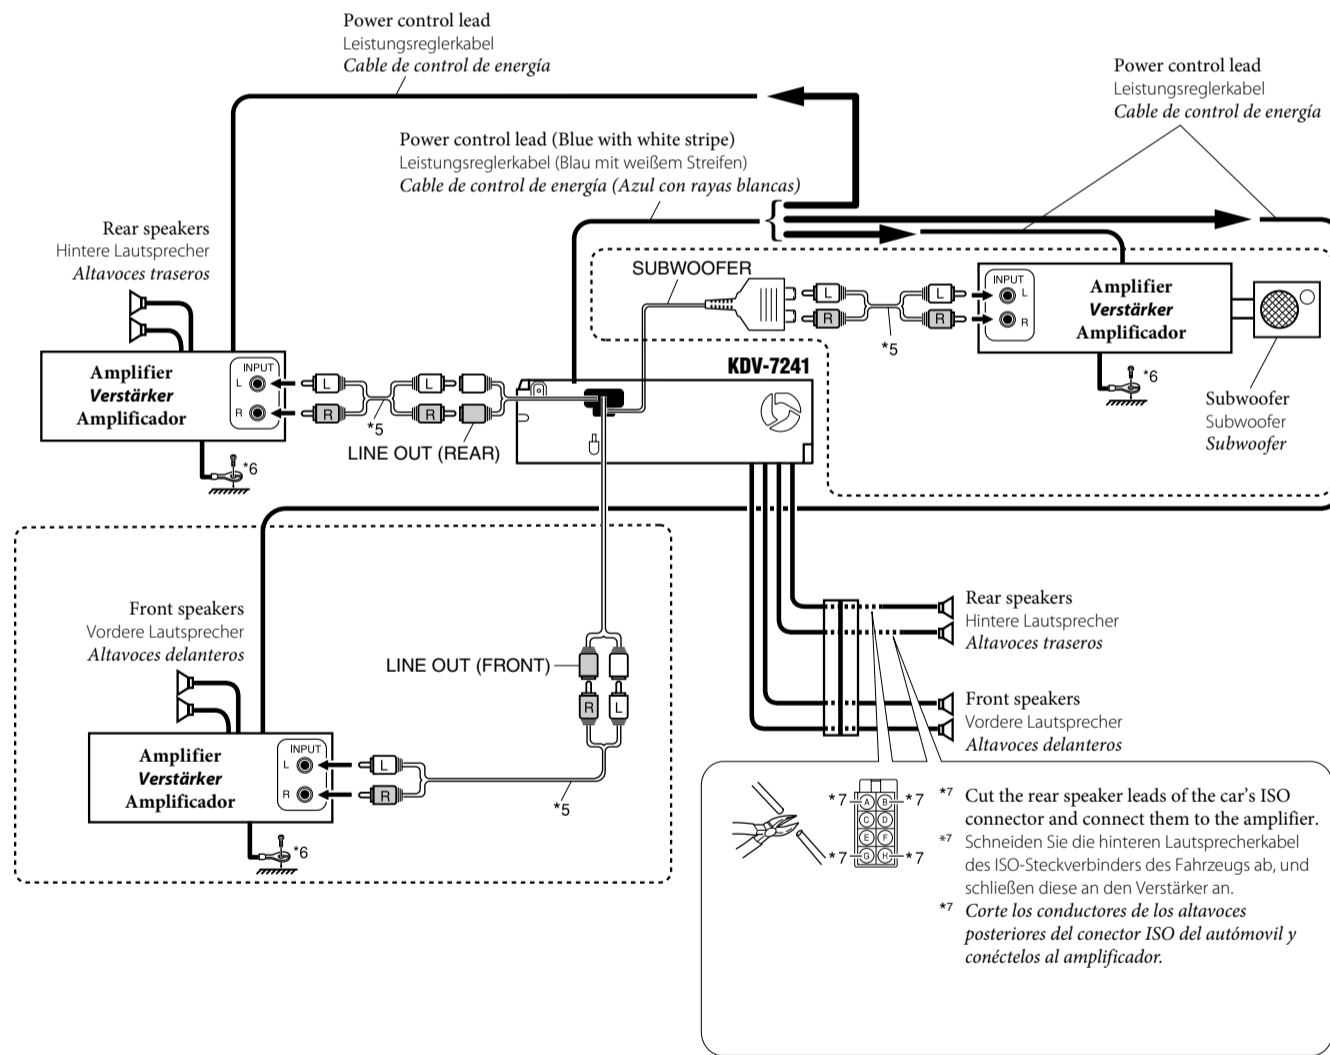 Power control lead
Leistungsreglerkabel
Cable de control de energía
Power control lead
Leistungsreglerkabel
Cable de control de energía
Power control lead (Blue with white stripe)
Leistungsreglerkabel (Blau mit weißem Streifen)
Cable de control de energía (Azul con rayas blancas)
Rear speakers
Hintere Lautsprecher
Altavoces traseros
SUBWOOFER
L
R
L
R
*5
INPUT
L
R
Amplifier
Verstärker
Amplificador
*6
Subwoofer
Subwoofer
Subwoofer
KDV-7241
Amplifier
Verstärker
Amplificador
INPUT
L
R
L
R
L
R
*5
LINE OUT (REAR)
*6
Front speakers
Vordere Lautsprecher
Altavoces delanteros
LINE OUT (FRONT)
R
L
Amplifier
Verstärker
Amplificador
INPUT
L
R
L
R
*5
*6
Rear speakers
Hintere Lautsprecher
Altavoces traseros
Front speakers
Vordere Lautsprecher
Altavoces delanteros
*7 A B *7
C D
E F
*7 G H *7
*7 Cut the rear speaker leads of the car's ISO
connector and connect them to the amplifier.
*7 Schneiden Sie die hinteren Lautsprecherkabel
des ISO-Steckverbinders des Fahrzeugs ab, und
schließen diese an den Verstärker an.
*7 Corte los conductores de los altavoces
posteriores del conector ISO del autómovil y
conéctelos al amplificador.